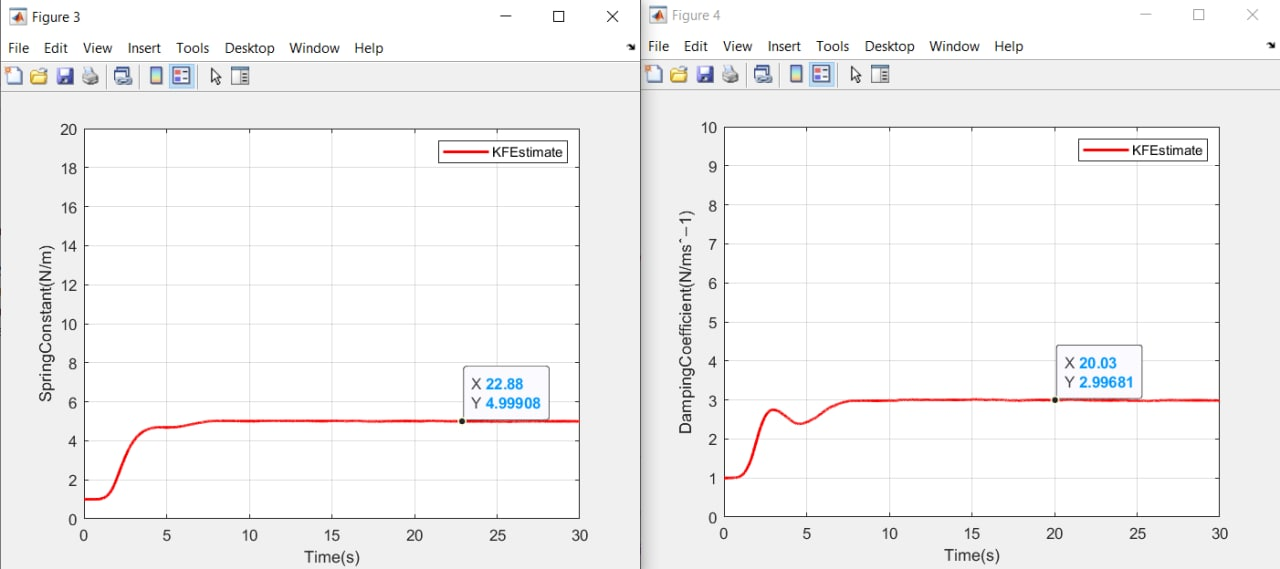 Figure 3
File Edit View Insert Tools Desktop Window Help
20
18
16
14
12
10
8
6
4
2
0
SpringConstant(N/m)
KFEstimate
X 22.88
Y 4.99908
0 5 10 15 20 25 30
Time(s)
Figure 4
File Edit View Insert Tools Desktop Window Help
10
9
8
7
6
5
4
3
2
1
0
DampingCoefficient(N/ms^-1)
KFEstimate
X 20.03
Y 2.99681
0 5 10 15 20 25 30
Time(s)